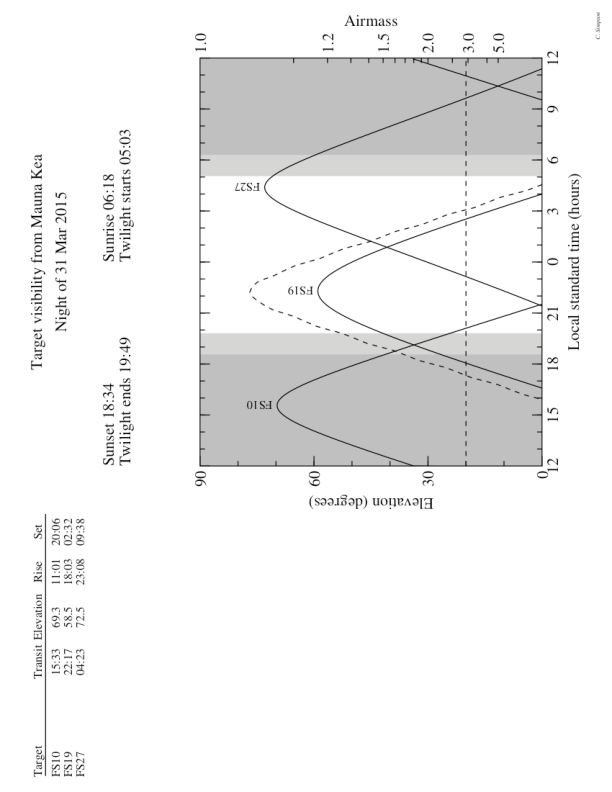 Target visibility from Mauna Kea
Night of 31 Mar 2015
Sunset 18:34
Twilight ends 19:49
Sunrise 06:18
Twilight starts 05:03
Airmass
1.0 1.2 1.5 2.0 3.0 5.0
Elevation (degrees)
90 60 30 0
FS10
FS19
FS27
12 15 18 21 0 3 6 9 12
Local standard time (hours)
Target Transit Elevation Rise Set
FS10 15:33 69.3 11:01 20:06
FS19 22:17 58.5 18:03 02:32
FS27 04:23 72.5 23:08 09:38
C. Simpson